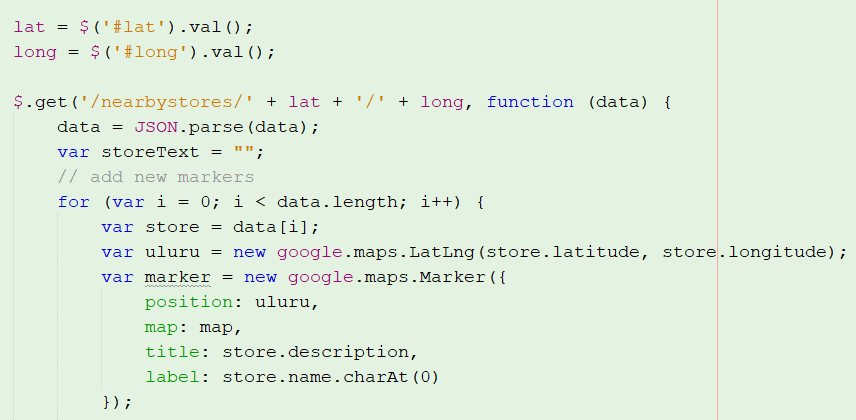 lat = $('#lat').val();
long = $('#long').val();

$.get('/nearbystores/' + lat + '/' + long, function (data) {
    data = JSON.parse(data);
    var storeText = "";
    // add new markers
    for (var i = 0; i < data.length; i++) {
        var store = data[i];
        var uluru = new google.maps.LatLng(store.latitude, store.longitude);
        var marker = new google.maps.Marker({
            position: uluru,
            map: map,
            title: store.description,
            label: store.name.charAt(0)
        });